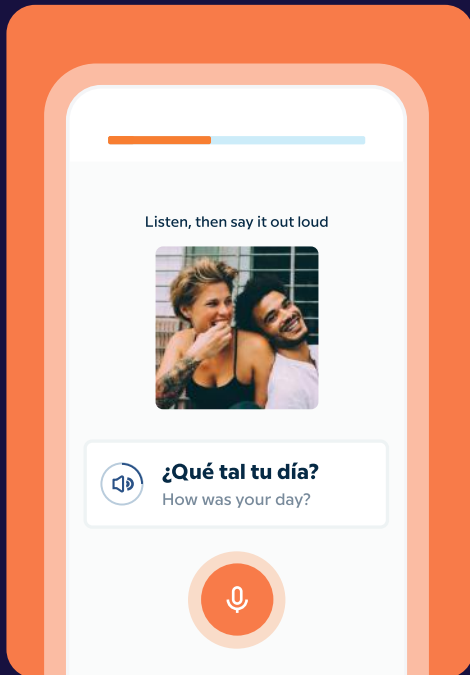 Listen, then say it out loud
¿Qué tal tu día?
How was your day?